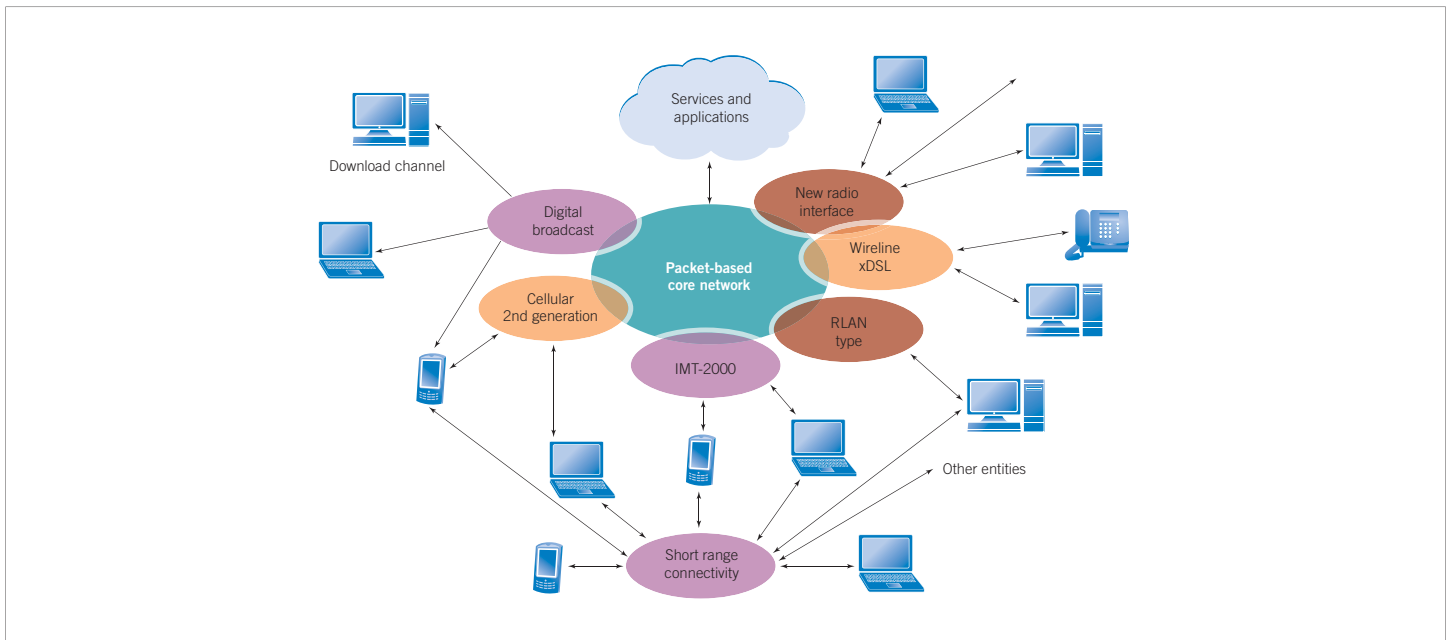 Services and
applications
Download channel
New radio
interface
Digital
broadcast
Wireline
xDSL
Packet-based
core network
Cellular
2nd generation
RLAN
type
IMT-2000
Other entities
Short range
connectivity